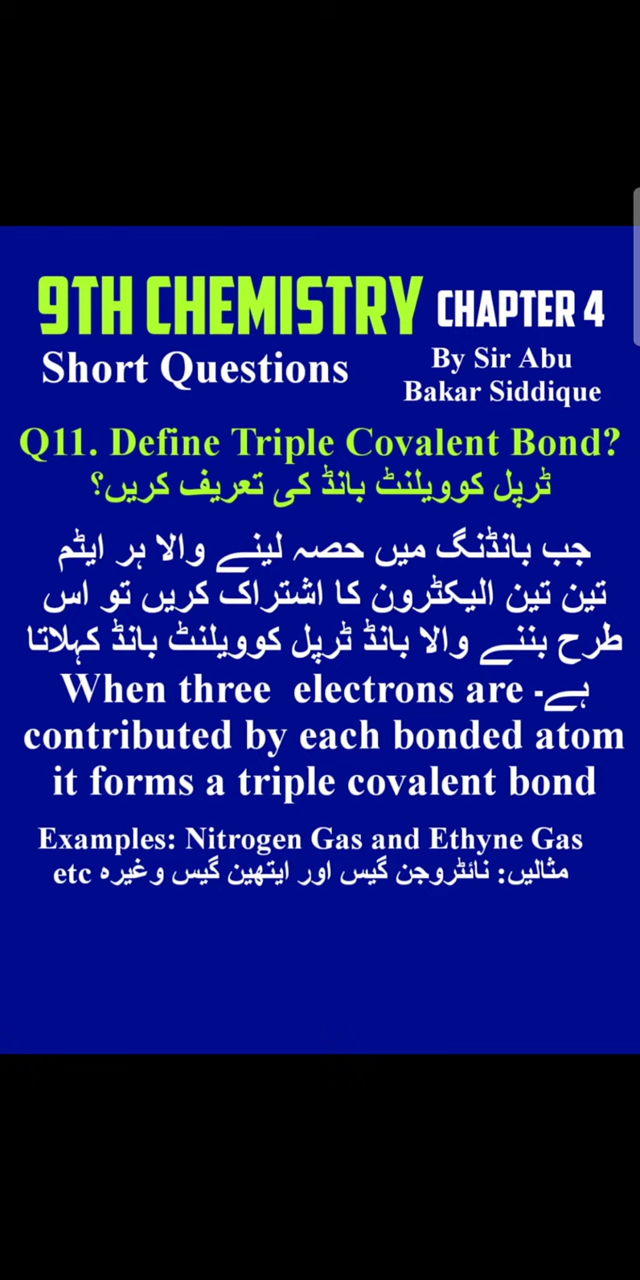 9TH CHEMISTRY CHAPTER 4
Short Questions
By Sir Abu
Bakar Siddique
Q11. Define Triple Covalent Bond?
ٹرپل کوویلنٹ بانڈ کی تعریف کریں؟
جب بانڈنگ میں حصہ لینے والا ہر ایٹم
تین تین الیکٹرون کا اشتراک کریں تو اس
طرح بننے والا بانڈ ٹرپل کوویلنٹ بانڈ کہلاتا
ہے- When three electrons are
contributed by each bonded atom
it forms a triple covalent bond
Examples: Nitrogen Gas and Ethyne Gas
مثالیں: نائٹروجن گیس اور ایتھین گیس وغیرہ etc